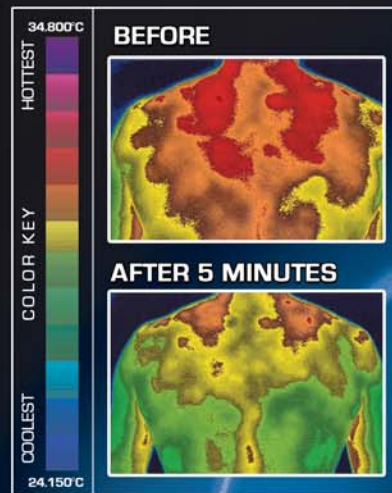 34.800°C
HOTTEST
COLOR KEY
COOLEST
24.150°C
BEFORE
AFTER 5 MINUTES